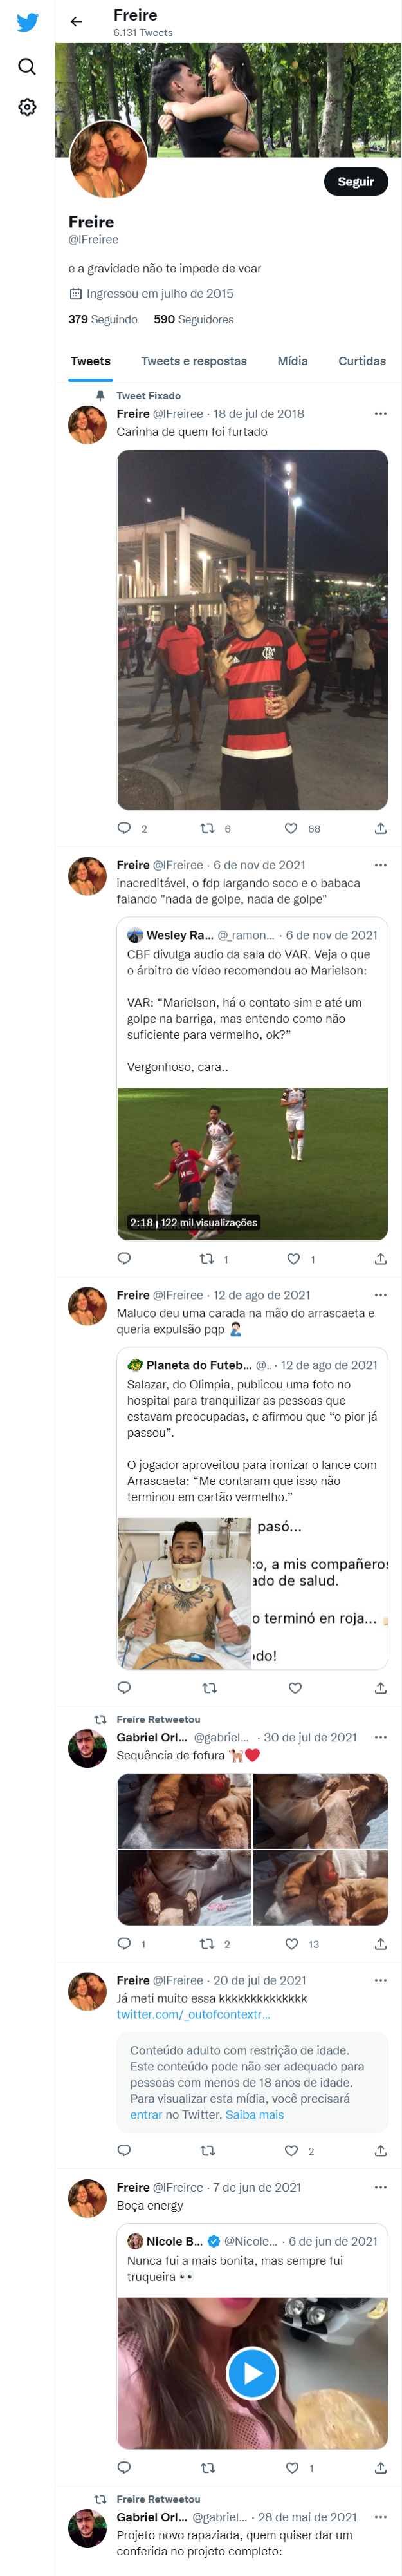 Freire
6.131 Tweets
Seguir
Freire
@IFreiree
e a gravidade não te impede de voar
Ingressou em julho de 2015
379 Seguindo 590 Seguidores
Tweets Tweets e respostas Mídia Curtidas
Tweet Fixado
Freire @IFreiree · 18 de jul de 2018
Carinha de quem foi furtado
2 6 68
Freire @IFreiree · 6 de nov de 2021
inacreditável, o fdp largando soco e o babaca
falando "nada de golpe, nada de golpe"
Wesley Ra... @_ramon... · 6 de nov de 2021
CBF divulga audio da sala do VAR. Veja o que
o árbitro de vídeo recomendou ao Marielson:
VAR: “Marielson, há o contato sim e até um
golpe na barriga, mas entendo como não
suficiente para vermelho, ok?”
Vergonhoso, cara..
2:18 | 122 mil visualizações
1 1
Freire @IFreiree · 12 de ago de 2021
Maluco deu uma carada na mão do arrascaeta e
queria expulsão pqp 🤦🏻‍♂️
Planeta do Futeb... @.. · 12 de ago de 2021
Salazar, do Olimpia, publicou uma foto no
hospital para tranquilizar as pessoas que
estavam preocupadas, e afirmou que “o pior já
passou”.
O jogador aproveitou para ironizar o lance com
Arrascaeta: “Me contaram que isso não
terminou em cartão vermelho.”
pasó...
o, a mis compañeros
ado de salud.
o terminó en roja...
do!
Freire Retweetou
Gabriel Orl... @gabriel... · 30 de jul de 2021
Sequência de fofura 🐕❤️
1 2 13
Freire @IFreiree · 20 de jul de 2021
Já meti muito essa kkkkkkkkkkkkkk
twitter.com/_outofcontextr...
Conteúdo adulto com restrição de idade.
Este conteúdo pode não ser adequado para
pessoas com menos de 18 anos de idade.
Para visualizar esta mídia, você precisará
entrar no Twitter. Saiba mais
2
Freire @IFreiree · 7 de jun de 2021
Boça energy
Nicole B... @Nicole... · 6 de jun de 2021
Nunca fui a mais bonita, mas sempre fui
truqueira 👀
1
Freire Retweetou
Gabriel Orl... @gabriel... · 28 de mai de 2021
Projeto novo rapaziada, quem quiser dar um
conferida no projeto completo: